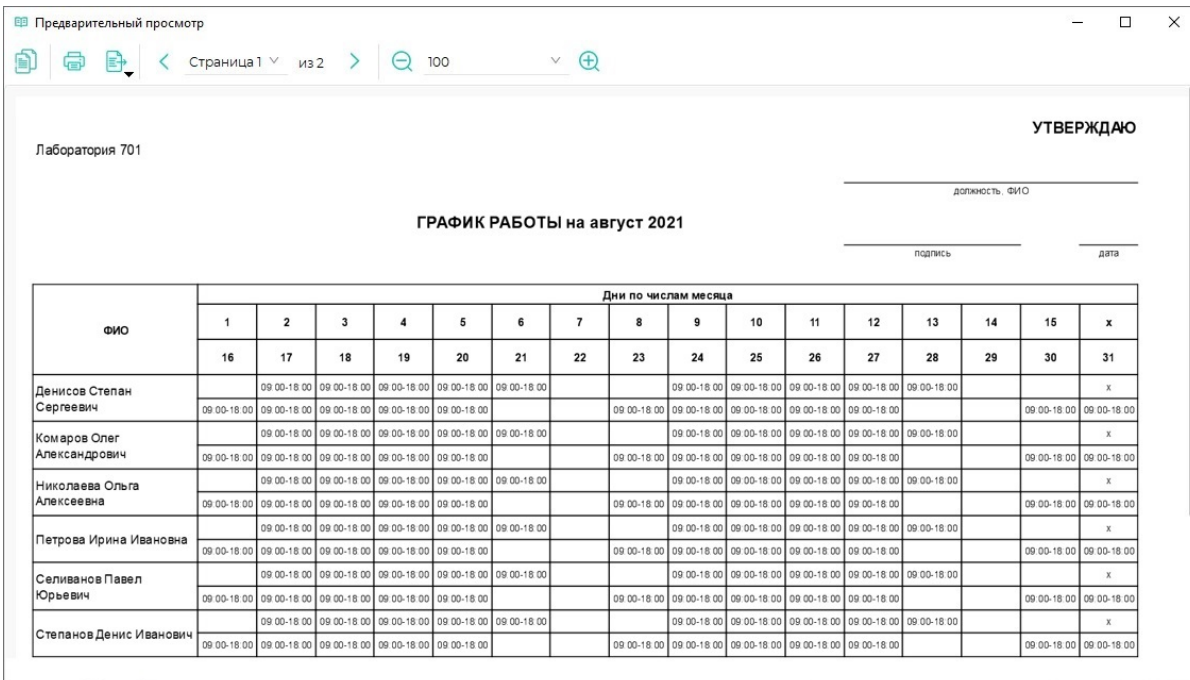 Предварительный просмотр
Страница 1 из 2 100
УТВЕРЖДАЮ
Лаборатория 701
должность, ФИО
ГРАФИК РАБОТЫ на август 2021
подпись дата
ФИО Дни по числам месяца
1 2 3 4 5 6 7 8 9 10 11 12 13 14 15 x
16 17 18 19 20 21 22 23 24 25 26 27 28 29 30 31
Денисов Степан Сергеевич
09:00-18:00 09:00-18:00 09:00-18:00 09:00-18:00 09:00-18:00 09:00-18:00 09:00-18:00 09:00-18:00 09:00-18:00 09:00-18:00 x
09:00-18:00 09:00-18:00 09:00-18:00 09:00-18:00 09:00-18:00 09:00-18:00 09:00-18:00 09:00-18:00 09:00-18:00 09:00-18:00 09:00-18:00 09:00-18:00
Комаров Олег Александрович
09:00-18:00 09:00-18:00 09:00-18:00 09:00-18:00 09:00-18:00 09:00-18:00 09:00-18:00 09:00-18:00 09:00-18:00 09:00-18:00 x
09:00-18:00 09:00-18:00 09:00-18:00 09:00-18:00 09:00-18:00 09:00-18:00 09:00-18:00 09:00-18:00 09:00-18:00 09:00-18:00 09:00-18:00 09:00-18:00
Николаева Ольга Алексеевна
09:00-18:00 09:00-18:00 09:00-18:00 09:00-18:00 09:00-18:00 09:00-18:00 09:00-18:00 09:00-18:00 09:00-18:00 09:00-18:00 x
09:00-18:00 09:00-18:00 09:00-18:00 09:00-18:00 09:00-18:00 09:00-18:00 09:00-18:00 09:00-18:00 09:00-18:00 09:00-18:00 09:00-18:00 09:00-18:00
Петрова Ирина Ивановна
09:00-18:00 09:00-18:00 09:00-18:00 09:00-18:00 09:00-18:00 09:00-18:00 09:00-18:00 09:00-18:00 09:00-18:00 09:00-18:00 x
09:00-18:00 09:00-18:00 09:00-18:00 09:00-18:00 09:00-18:00 09:00-18:00 09:00-18:00 09:00-18:00 09:00-18:00 09:00-18:00 09:00-18:00 09:00-18:00
Селиванов Павел Юрьевич
09:00-18:00 09:00-18:00 09:00-18:00 09:00-18:00 09:00-18:00 09:00-18:00 09:00-18:00 09:00-18:00 09:00-18:00 09:00-18:00 x
09:00-18:00 09:00-18:00 09:00-18:00 09:00-18:00 09:00-18:00 09:00-18:00 09:00-18:00 09:00-18:00 09:00-18:00 09:00-18:00 09:00-18:00 09:00-18:00
Степанов Денис Иванович
09:00-18:00 09:00-18:00 09:00-18:00 09:00-18:00 09:00-18:00 09:00-18:00 09:00-18:00 09:00-18:00 09:00-18:00 09:00-18:00 x
09:00-18:00 09:00-18:00 09:00-18:00 09:00-18:00 09:00-18:00 09:00-18:00 09:00-18:00 09:00-18:00 09:00-18:00 09:00-18:00 09:00-18:00 09:00-18:00